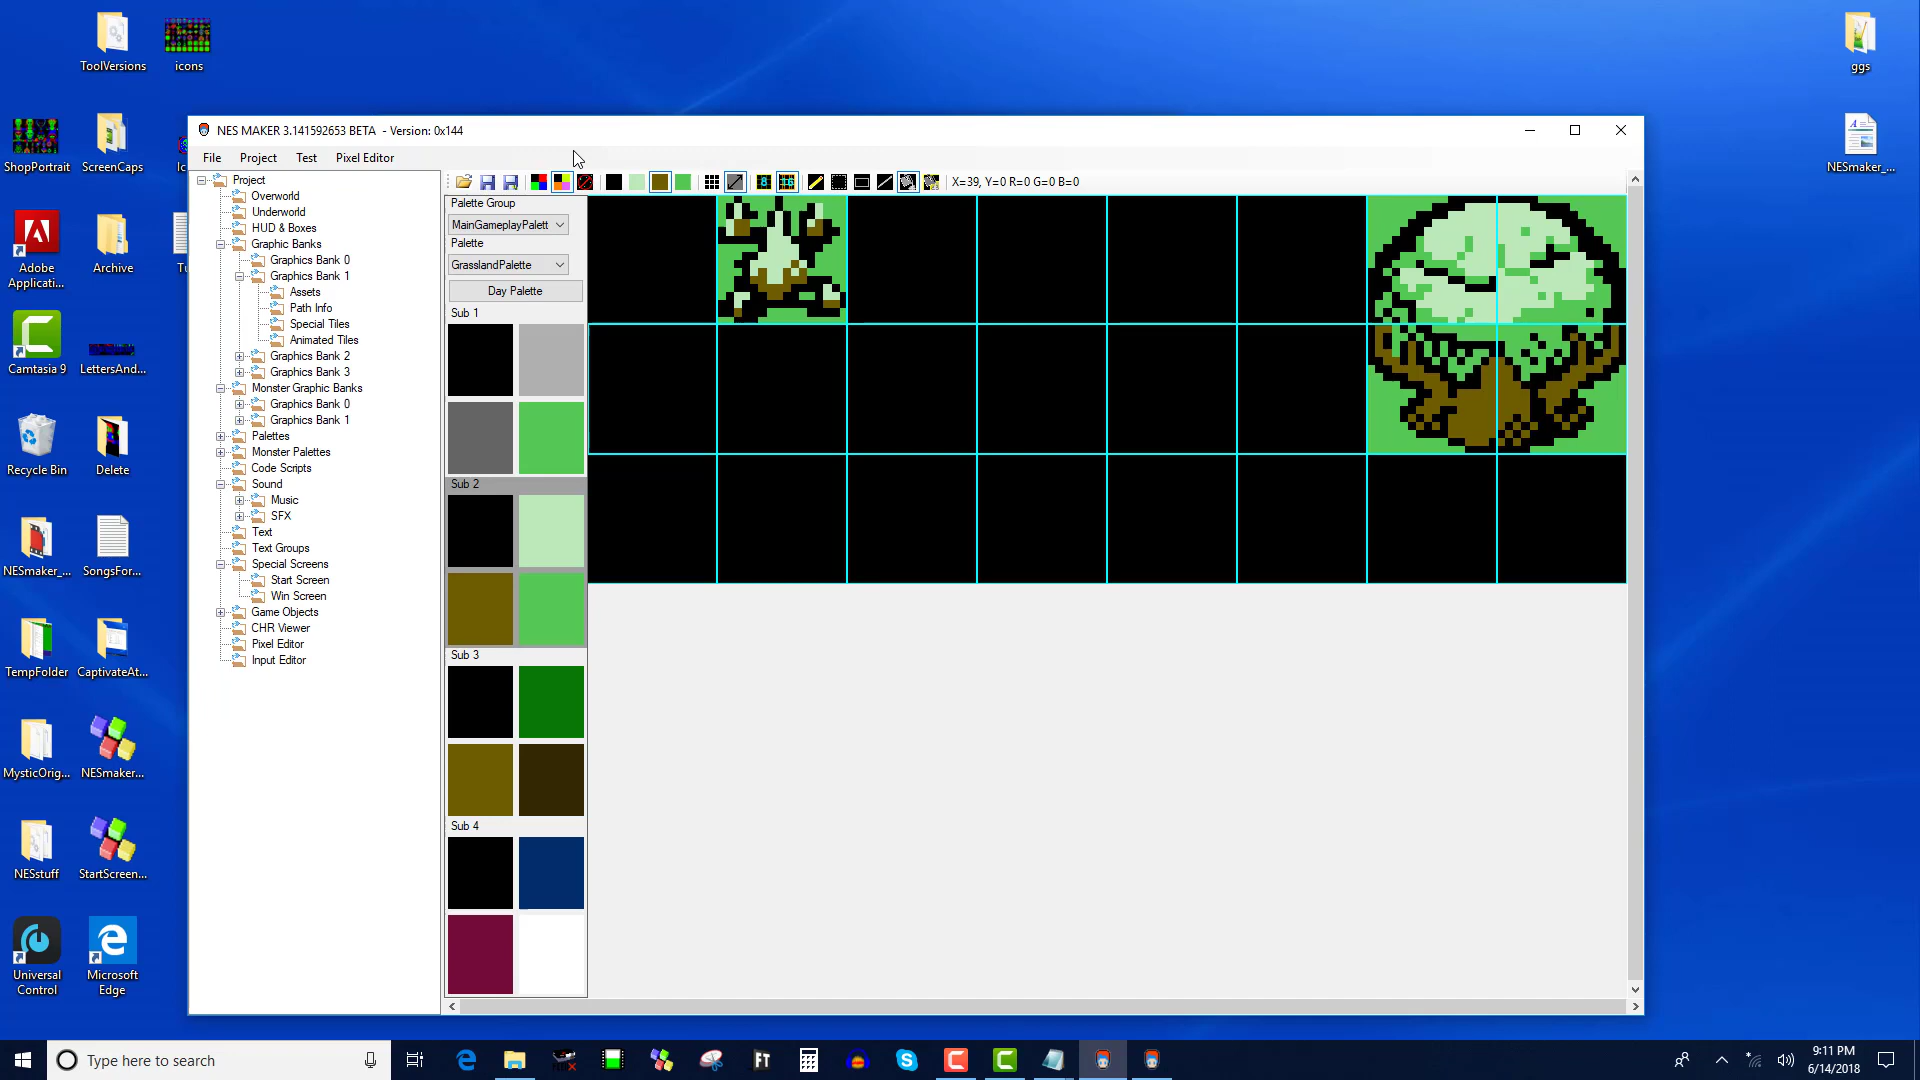 ToolVersions
icons
ggs
ShopPortrait
ScreenCaps
NESmaker_...
Adobe
Applicati...
Archive
Camtasia 9
LettersAnd...
Recycle Bin
Delete
NESmaker_...
SongsFor...
TempFolder
CaptivateAt...
MysticOrig...
NESmaker...
NESstuff
StartScreen...
Universal
Control
Microsoft
Edge
NES MAKER 3.141592653 BETA - Version: 0x144
File Project Test Pixel Editor
X=39, Y=0 R=0 G=0 B=0
Project
Overworld
Underworld
HUD & Boxes
Graphic Banks
Graphics Bank 0
Graphics Bank 1
Assets
Path Info
Special Tiles
Animated Tiles
Graphics Bank 2
Graphics Bank 3
Monster Graphic Banks
Graphics Bank 0
Graphics Bank 1
Palettes
Monster Palettes
Code Scripts
Sound
Music
SFX
Text
Text Groups
Special Screens
Start Screen
Win Screen
Game Objects
CHR Viewer
Pixel Editor
Input Editor
Palette Group
MainGameplayPalett
Palette
GrasslandPalette
Day Palette
Sub 1
Sub 2
Sub 3
Sub 4
Type here to search
FT
9:11 PM
6/14/2018